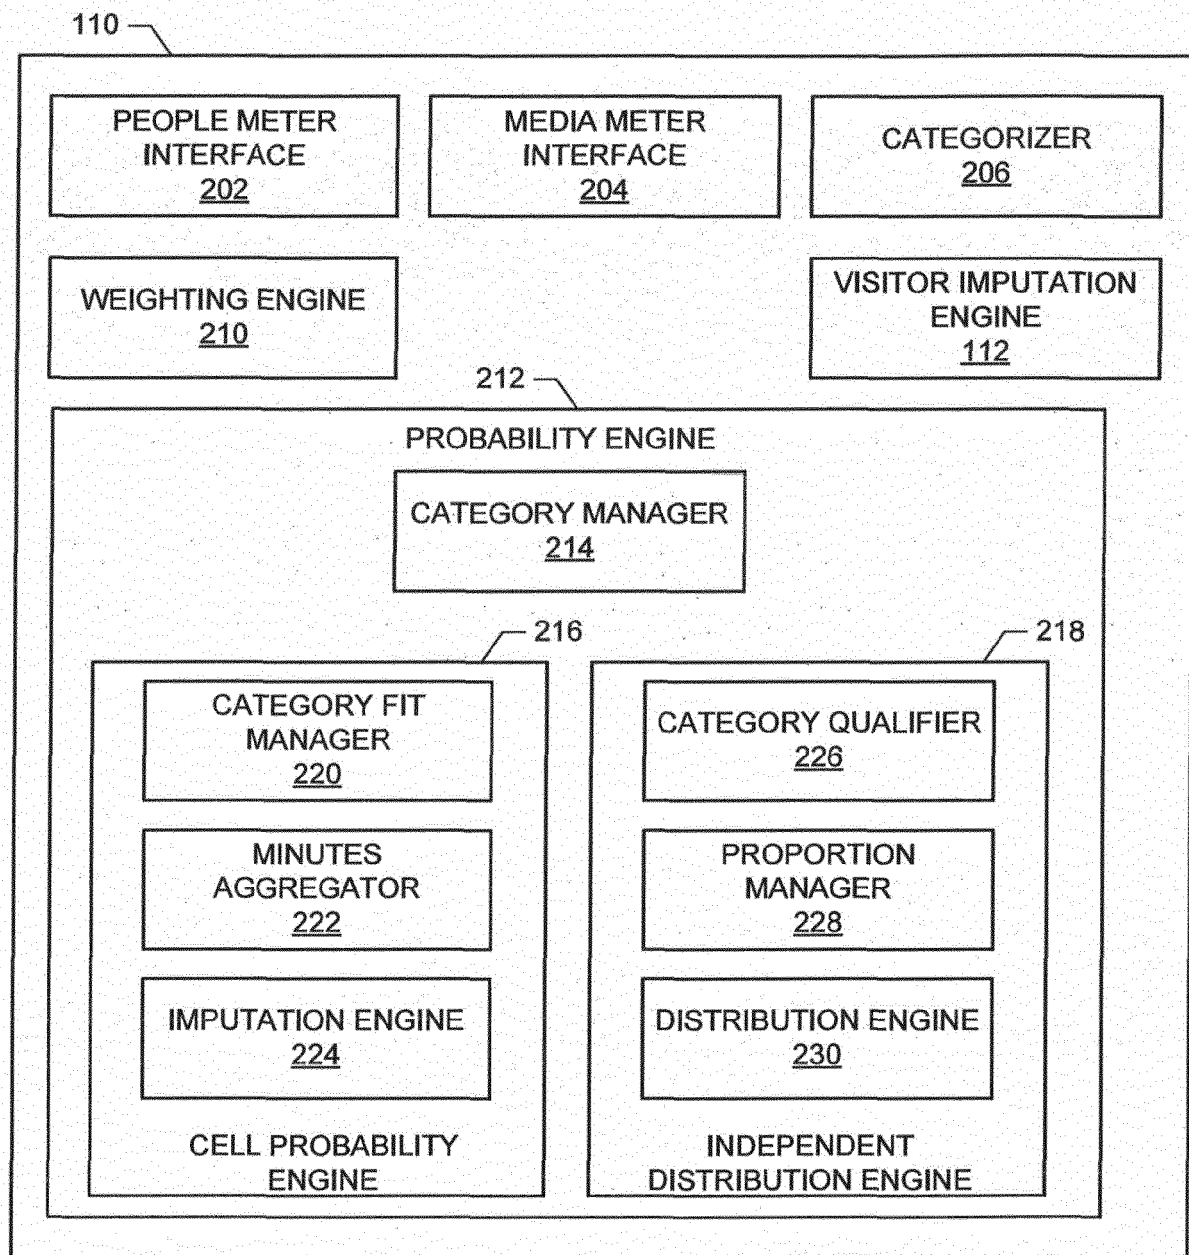 110
PEOPLE METER
INTERFACE
202
MEDIA METER
INTERFACE
204
CATEGORIZER
206
WEIGHTING ENGINE
210
VISITOR IMPUTATION
ENGINE
112
212
PROBABILITY ENGINE
CATEGORY MANAGER
214
216
218
CATEGORY FIT
MANAGER
220
MINUTES
AGGREGATOR
222
IMPUTATION ENGINE
224
CELL PROBABILITY
ENGINE
CATEGORY QUALIFIER
226
PROPORTION
MANAGER
228
DISTRIBUTION ENGINE
230
INDEPENDENT
DISTRIBUTION ENGINE